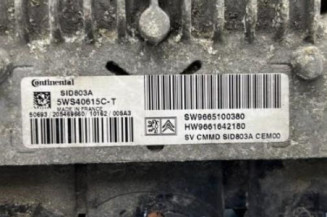 Continental
SID803A
5WS40615C-T
MADE IN FRANCE
SW9665100380
HW9661642180
SV CMMD SID803A CEM00